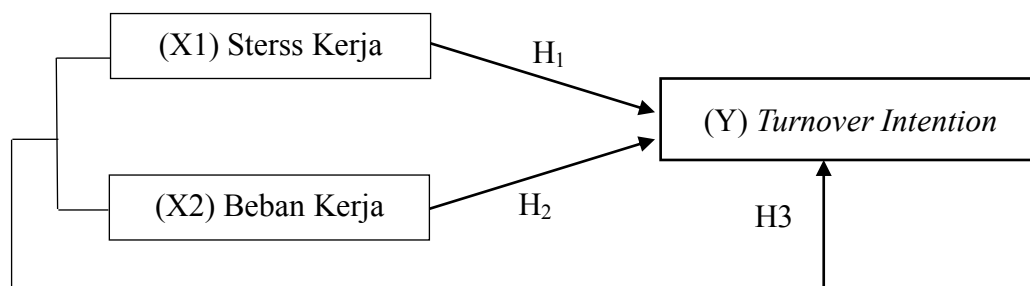 (X1) Sterss Kerja
H₁
(Y) Turnover Intention
(X2) Beban Kerja
H₂
H3